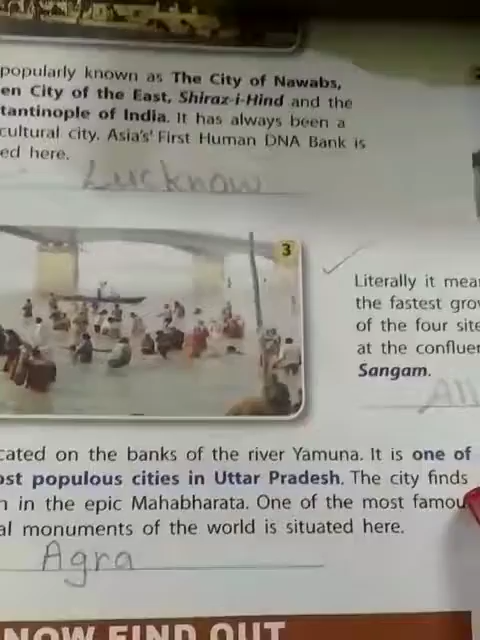 popularly known as The City of Nawabs,
en City of the East, Shiraz-i-Hind and the
tantinople of India. It has always been a
cultural city. Asia's' First Human DNA Bank is
ed here.
Lucknow
3
Literally it mea
the fastest gro
of the four site
at the confluen
Sangam.
All
cated on the banks of the river Yamuna. It is one of
ost populous cities in Uttar Pradesh. The city finds
n in the epic Mahabharata. One of the most famou
al monuments of the world is situated here.
Agra
NOW FIND OUT